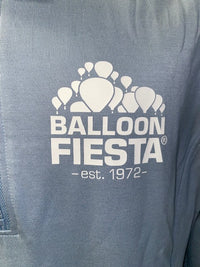 BALLOON
FIESTA®
-est. 1972-